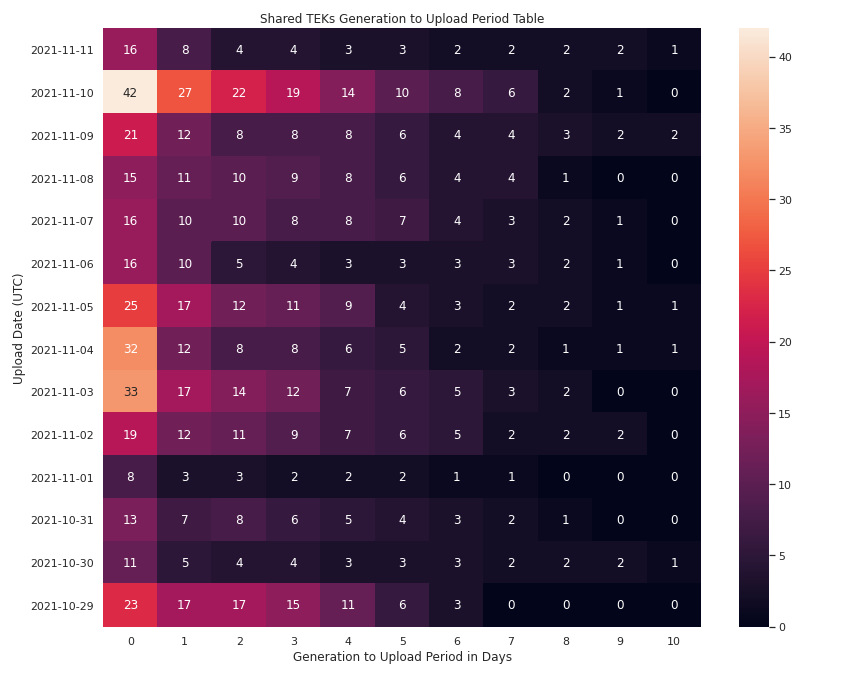 Shared TEKs Generation to Upload Period Table
Upload Date (UTC)
2021-11-11 16 8 4 4 3 3 2 2 2 2 1
2021-11-10 42 27 22 19 14 10 8 6 2 1 0
2021-11-09 21 12 8 8 8 6 4 4 3 2 2
2021-11-08 15 11 10 9 8 6 4 4 1 0 0
2021-11-07 16 10 10 8 8 7 4 3 2 1 0
2021-11-06 16 10 5 4 3 3 3 3 2 1 0
2021-11-05 25 17 12 11 9 4 3 2 2 1 1
2021-11-04 32 12 8 8 6 5 2 2 1 1 1
2021-11-03 33 17 14 12 7 6 5 3 2 0 0
2021-11-02 19 12 11 9 7 6 5 2 2 2 0
2021-11-01 8 3 3 2 2 2 1 1 0 0 0
2021-10-31 13 7 8 6 5 4 3 2 1 0 0
2021-10-30 11 5 4 4 3 3 3 2 2 2 1
2021-10-29 23 17 17 15 11 6 3 0 0 0 0
0 1 2 3 4 5 6 7 8 9 10
Generation to Upload Period in Days
40
35
30
25
20
15
10
5
0